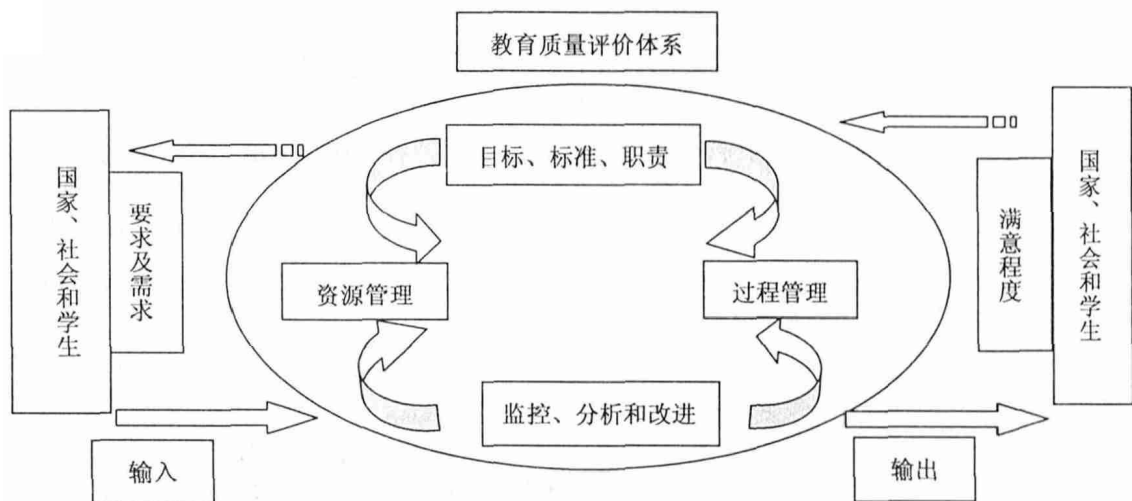 教育质量评价体系
国家、社会和学生
要求及需求
目标、标准、职责
资源管理
过程管理
监控、分析和改进
满意程度
国家、社会和学生
输入
输出